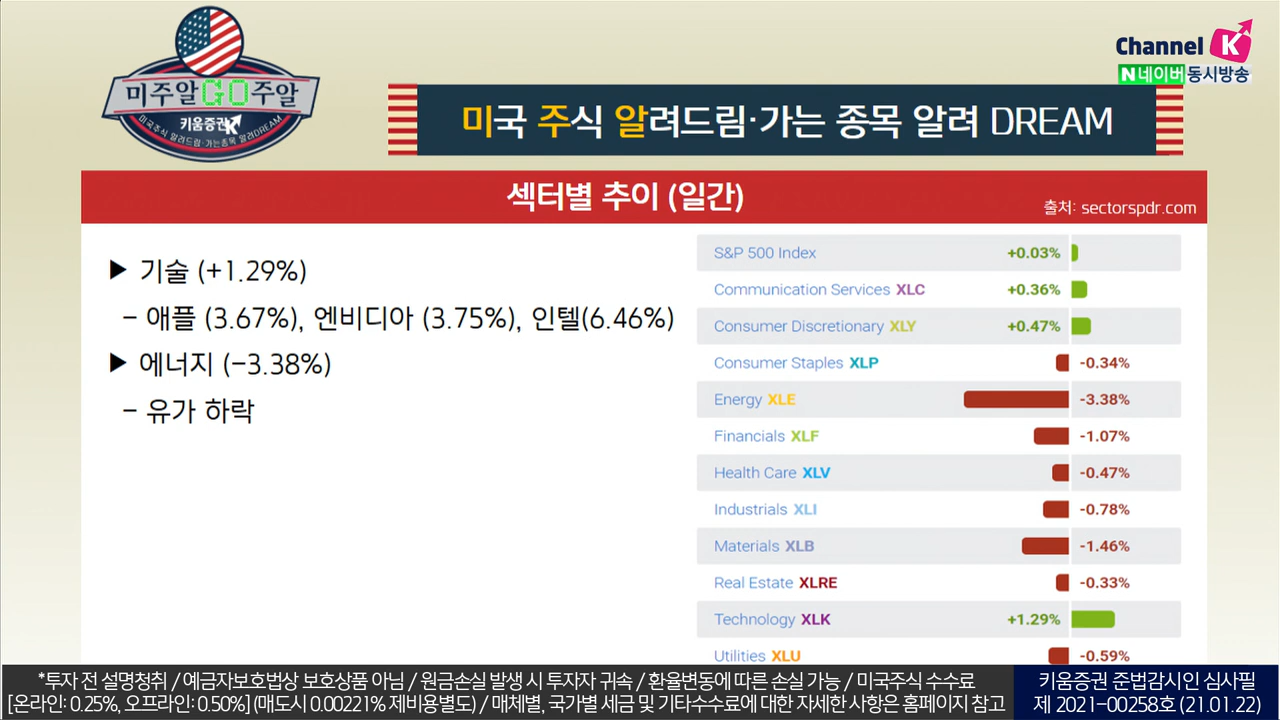 미주알GO주알
키움증권
미국주식 알려드림·가는종목 알려DREAM
Channel K
N 네이버 동시방송
미국 주식 알려드림·가는 종목 알려 DREAM
섹터별 추이 (일간)
출처: sectorspdr.com
▶ 기술 (+1.29%)
– 애플 (3.67%), 엔비디아 (3.75%), 인텔(6.46%)
▶ 에너지 (–3.38%)
– 유가 하락
S&P 500 Index +0.03%
Communication Services XLC +0.36%
Consumer Discretionary XLY +0.47%
Consumer Staples XLP -0.34%
Energy XLE -3.38%
Financials XLF -1.07%
Health Care XLV -0.47%
Industrials XLI -0.78%
Materials XLB -1.46%
Real Estate XLRE -0.33%
Technology XLK +1.29%
Utilities XLU -0.59%
*투자 전 설명청취 / 예금자보호법상 보호상품 아님 / 원금손실 발생 시 투자자 귀속 / 환율변동에 따른 손실 가능 / 미국주식 수수료
[온라인: 0.25%, 오프라인: 0.50%] (매도시 0.00221% 제비용별도) / 매체별, 국가별 세금 및 기타수수료에 대한 자세한 사항은 홈페이지 참고
키움증권 준법감시인 심사필
제 2021-00258호 (21.01.22)